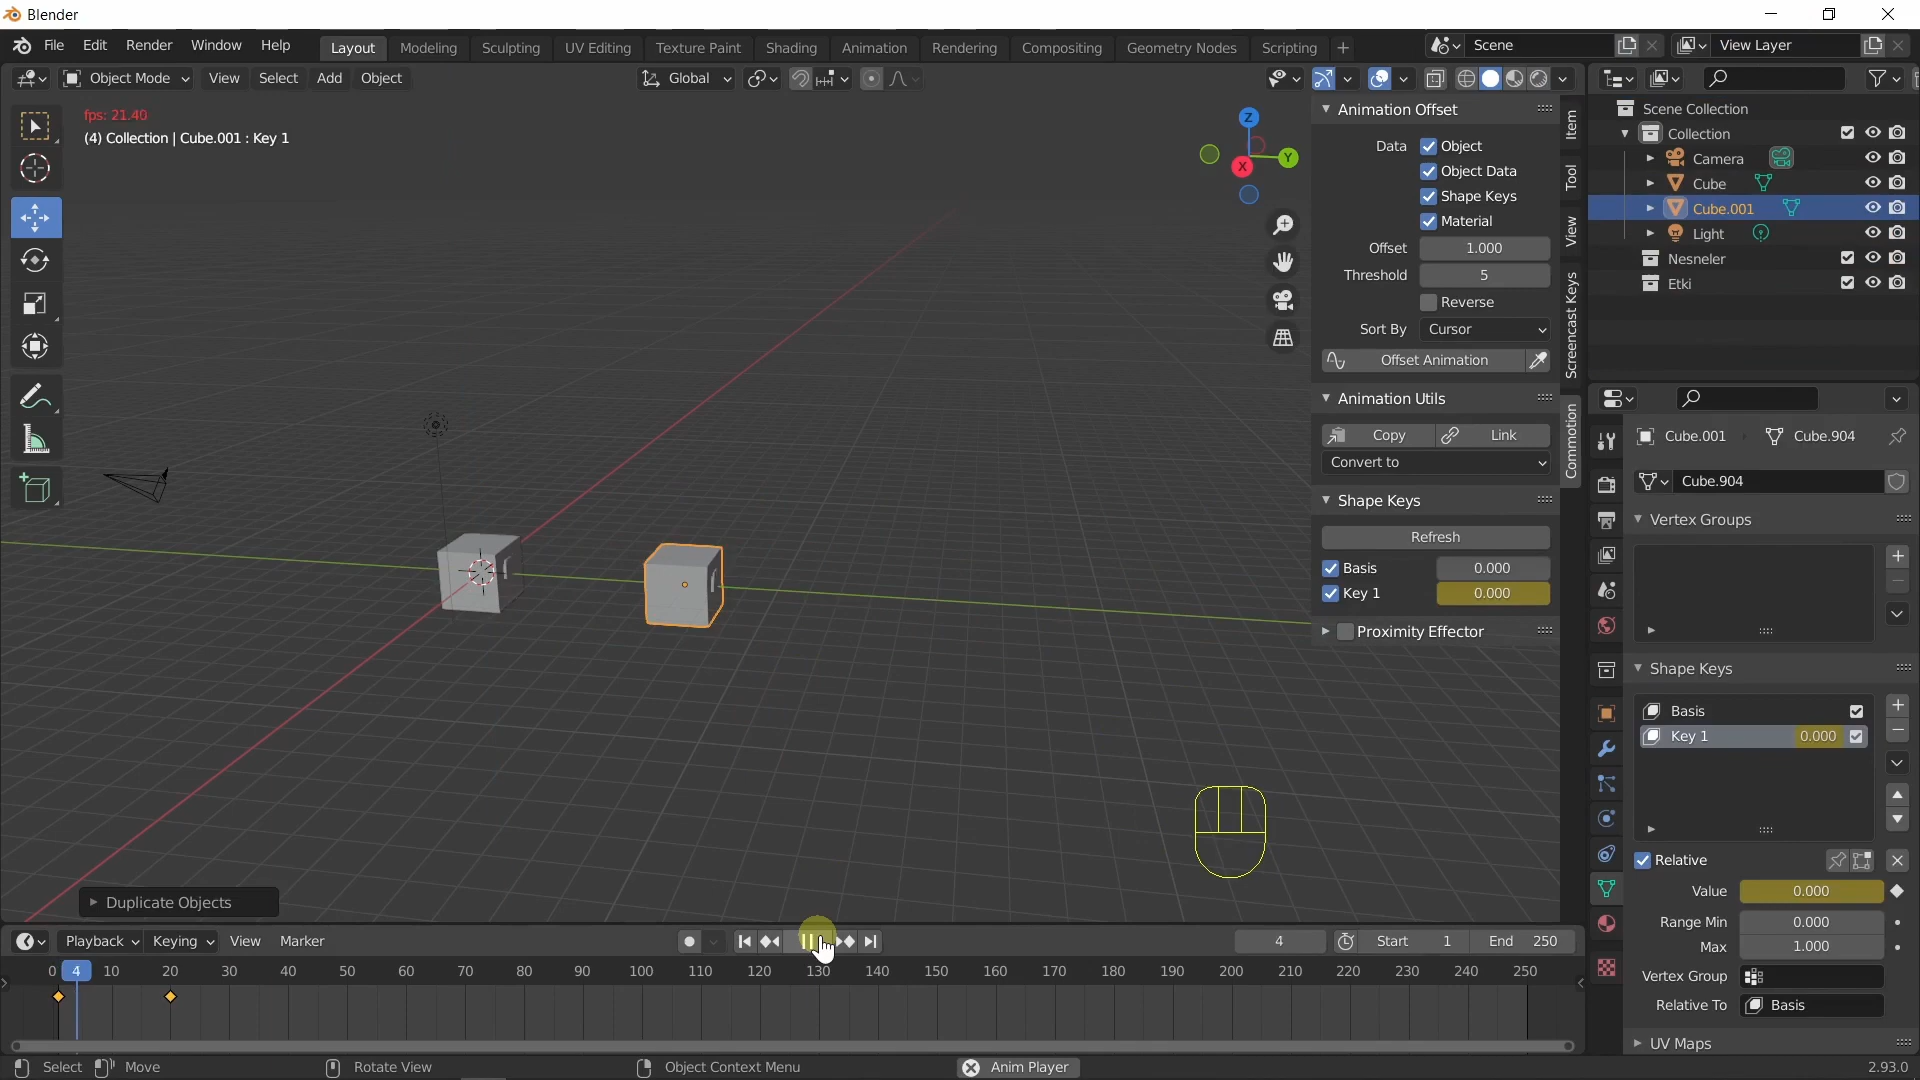 Blender
File Edit Render Window Help Layout Modeling Sculpting UV Editing Texture Paint Shading Animation Rendering Compositing Geometry Nodes Scripting + Scene View Layer
Object Mode View Select Add Object Global
fps: 21.40
(4) Collection | Cube.001 : Key 1
Z
Y
X
Animation Offset
Data Object
Object Data
Shape Keys
Material
Offset 1.000
Threshold 5
Reverse
Sort By Cursor
Offset Animation
Animation Utils
Copy Link
Convert to
Shape Keys
Refresh
Basis 0.000
Key 1 0.000
Proximity Effector
Item
Tool
View
Screencast Keys
Commotion
Scene Collection
Collection
Camera
Cube
Cube.001
Light
Nesneler
Etki
Cube.001 Cube.904
Cube.904
Vertex Groups
Shape Keys
Basis
Key 1 0.000
Relative
Value 0.000
Range Min 0.000
Max 1.000
Vertex Group
Relative To Basis
UV Maps
Duplicate Objects
Playback Keying View Marker 4 Start 1 End 250
0 4 10 20 30 40 50 60 70 80 90 100 110 120 130 140 150 160 170 180 190 200 210 220 230 240 250
Select Move Rotate View Object Context Menu Anim Player 2.93.0